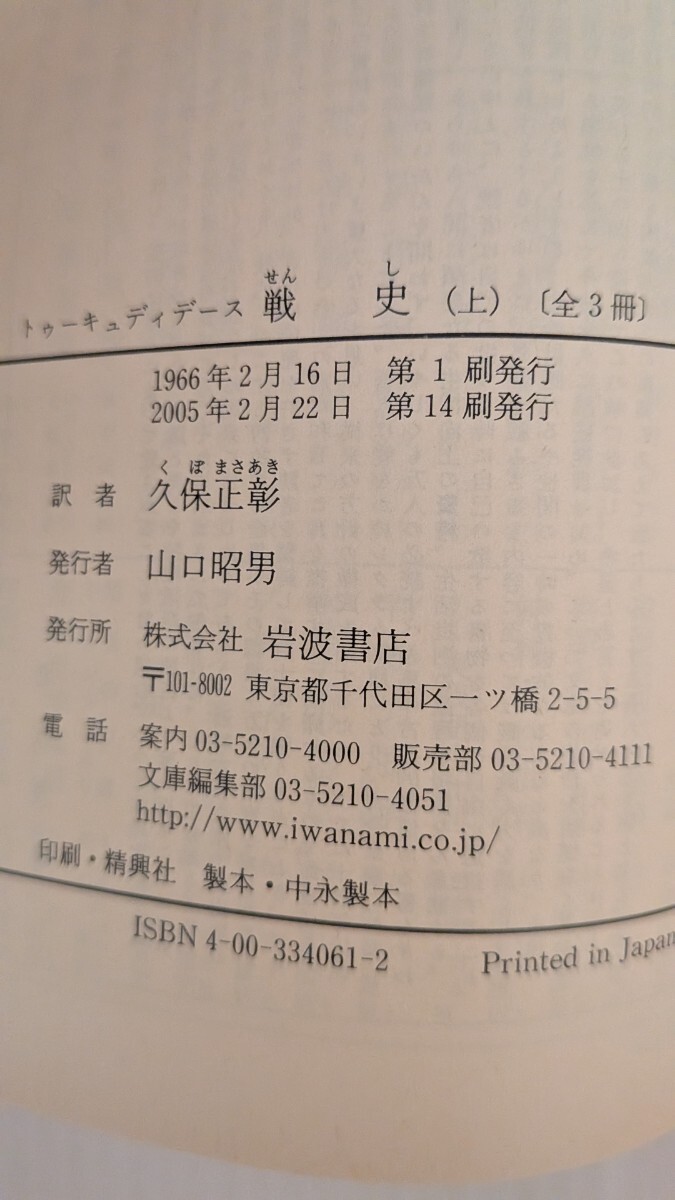 トゥーキュディデース 戦史 (上) 〔全3冊〕
せん し
1966年2月16日 第1刷発行
2005年2月22日 第14刷発行
くぼまさあき
訳者 久保正彰
発行者 山口昭男
発行所 株式会社 岩波書店
〒101-8002 東京都千代田区一ツ橋2-5-5
電話 案内 03-5210-4000 販売部 03-5210-4111
文庫編集部 03-5210-4051
http://www.iwanami.co.jp/
印刷・精興社 製本・中永製本
ISBN 4-00-334061-2 Printed in Japan